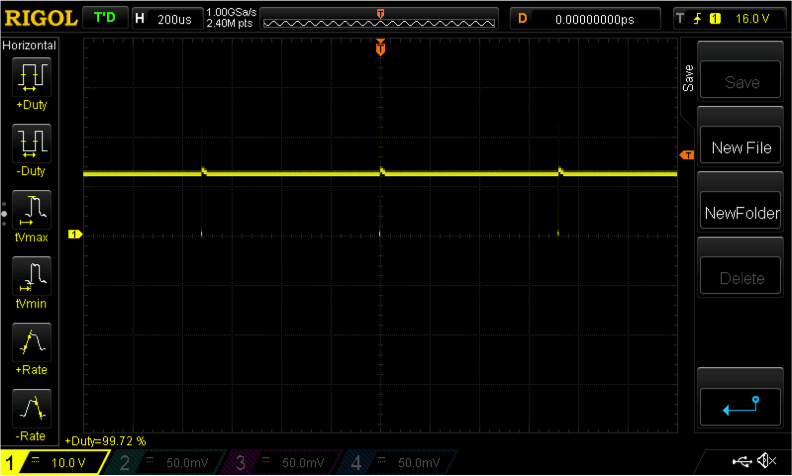 RIGOL T'D H 200us 1.00GSa/s 2.40M pts T D 0.00000000ps T 1 16.0 V
Horizontal
+Duty
-Duty
tVmax
tVmin
+Rate
-Rate
T
T
1
+Duty=99.72 %
Save
Save
New File
NewFolder
Delete
1 10.0 V 2 50.0mV 3 50.0mV 4 50.0mV